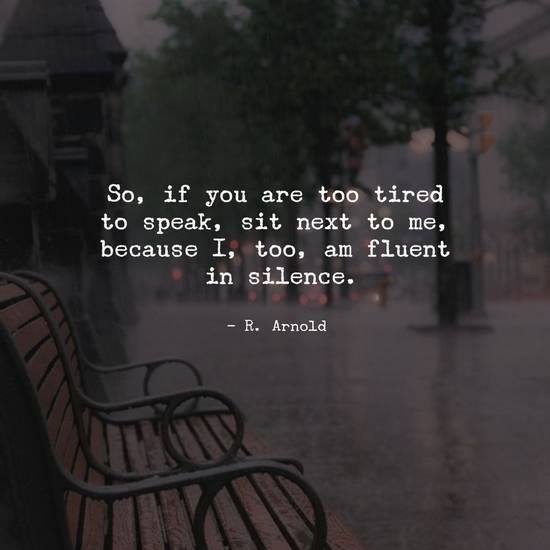 So, if you are too tired
to speak, sit next to me,
because I, too, am fluent
in silence.
- R. Arnold